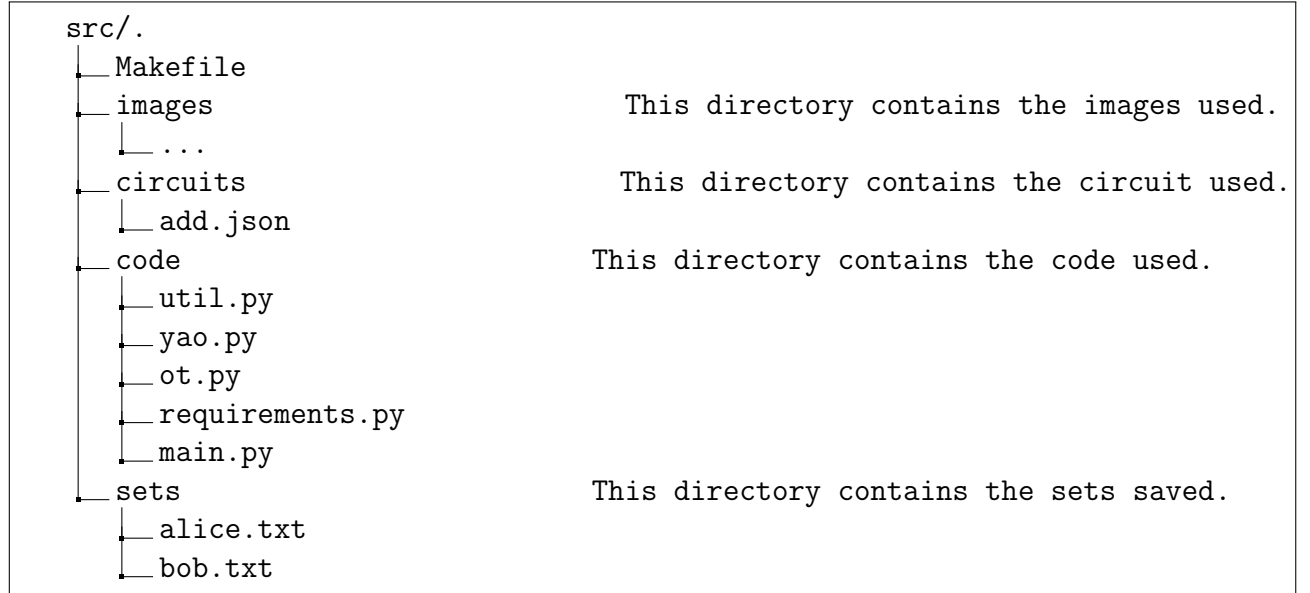 src/.
Makefile
images This directory contains the images used.
...
circuits This directory contains the circuit used.
add.json
code This directory contains the code used.
util.py
yao.py
ot.py
requirements.py
main.py
sets This directory contains the sets saved.
alice.txt
bob.txt